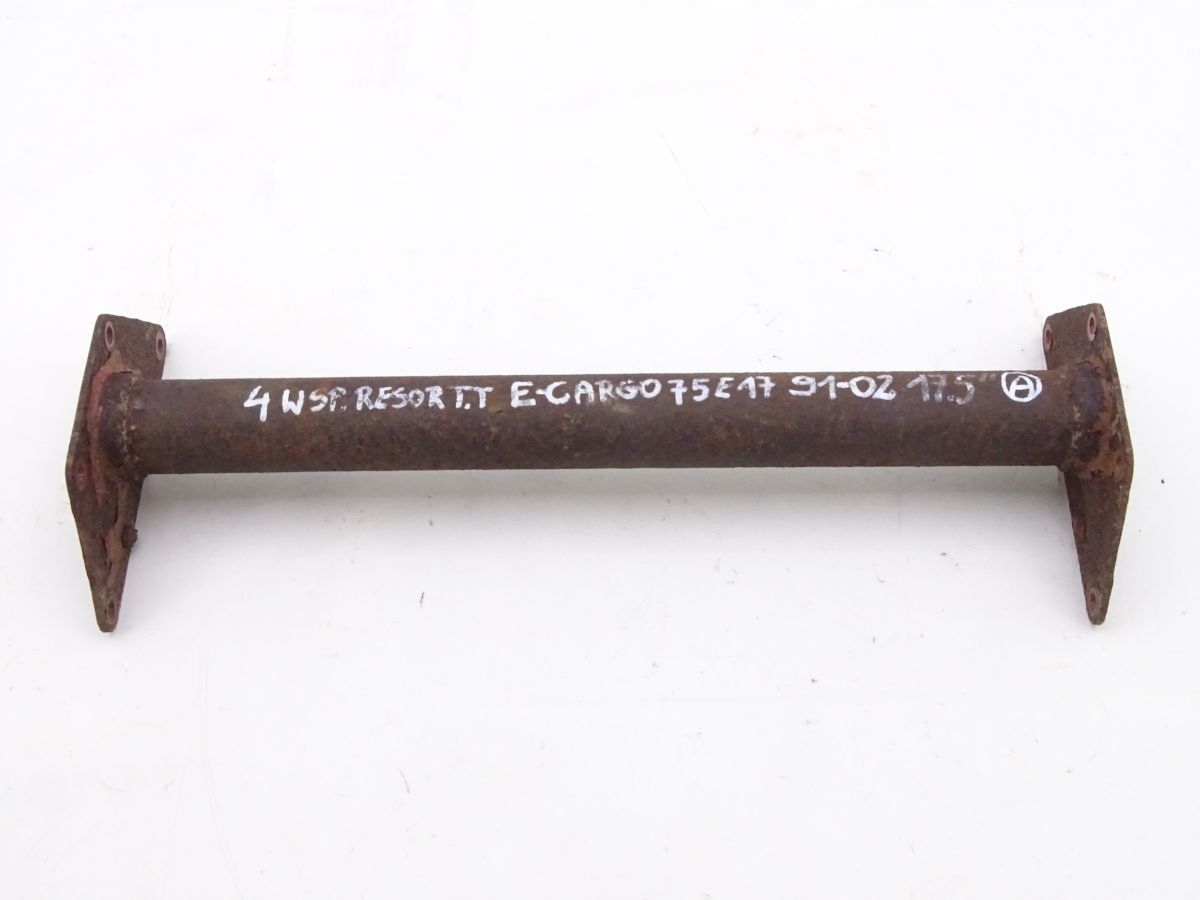 4 WSP. RESOR T.T E-CARGO 75E17 91-02 17.5" A